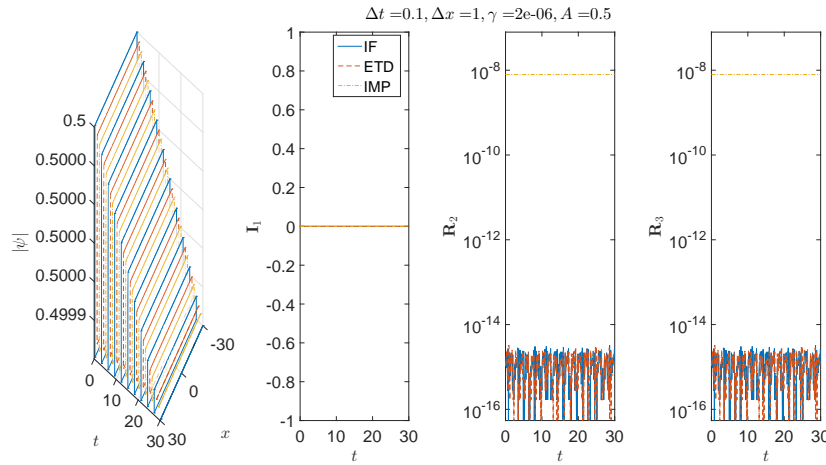 Δt =0.1, Δx =1, γ =2e-06, A =0.5
|ψ|
0.5
0.5000
0.5000
0.5000
0.5000
0.4999
0
10
20
30
t
-30
0
30
x
I₁
1
0.8
0.6
0.4
0.2
0
-0.2
-0.4
-0.6
-0.8
-1
IF
ETD
IMP
0 10 20 30
t
R₂
10⁻⁸
10⁻¹⁰
10⁻¹²
10⁻¹⁴
10⁻¹⁶
0 10 20 30
t
R₃
10⁻⁸
10⁻¹⁰
10⁻¹²
10⁻¹⁴
10⁻¹⁶
0 10 20 30
t